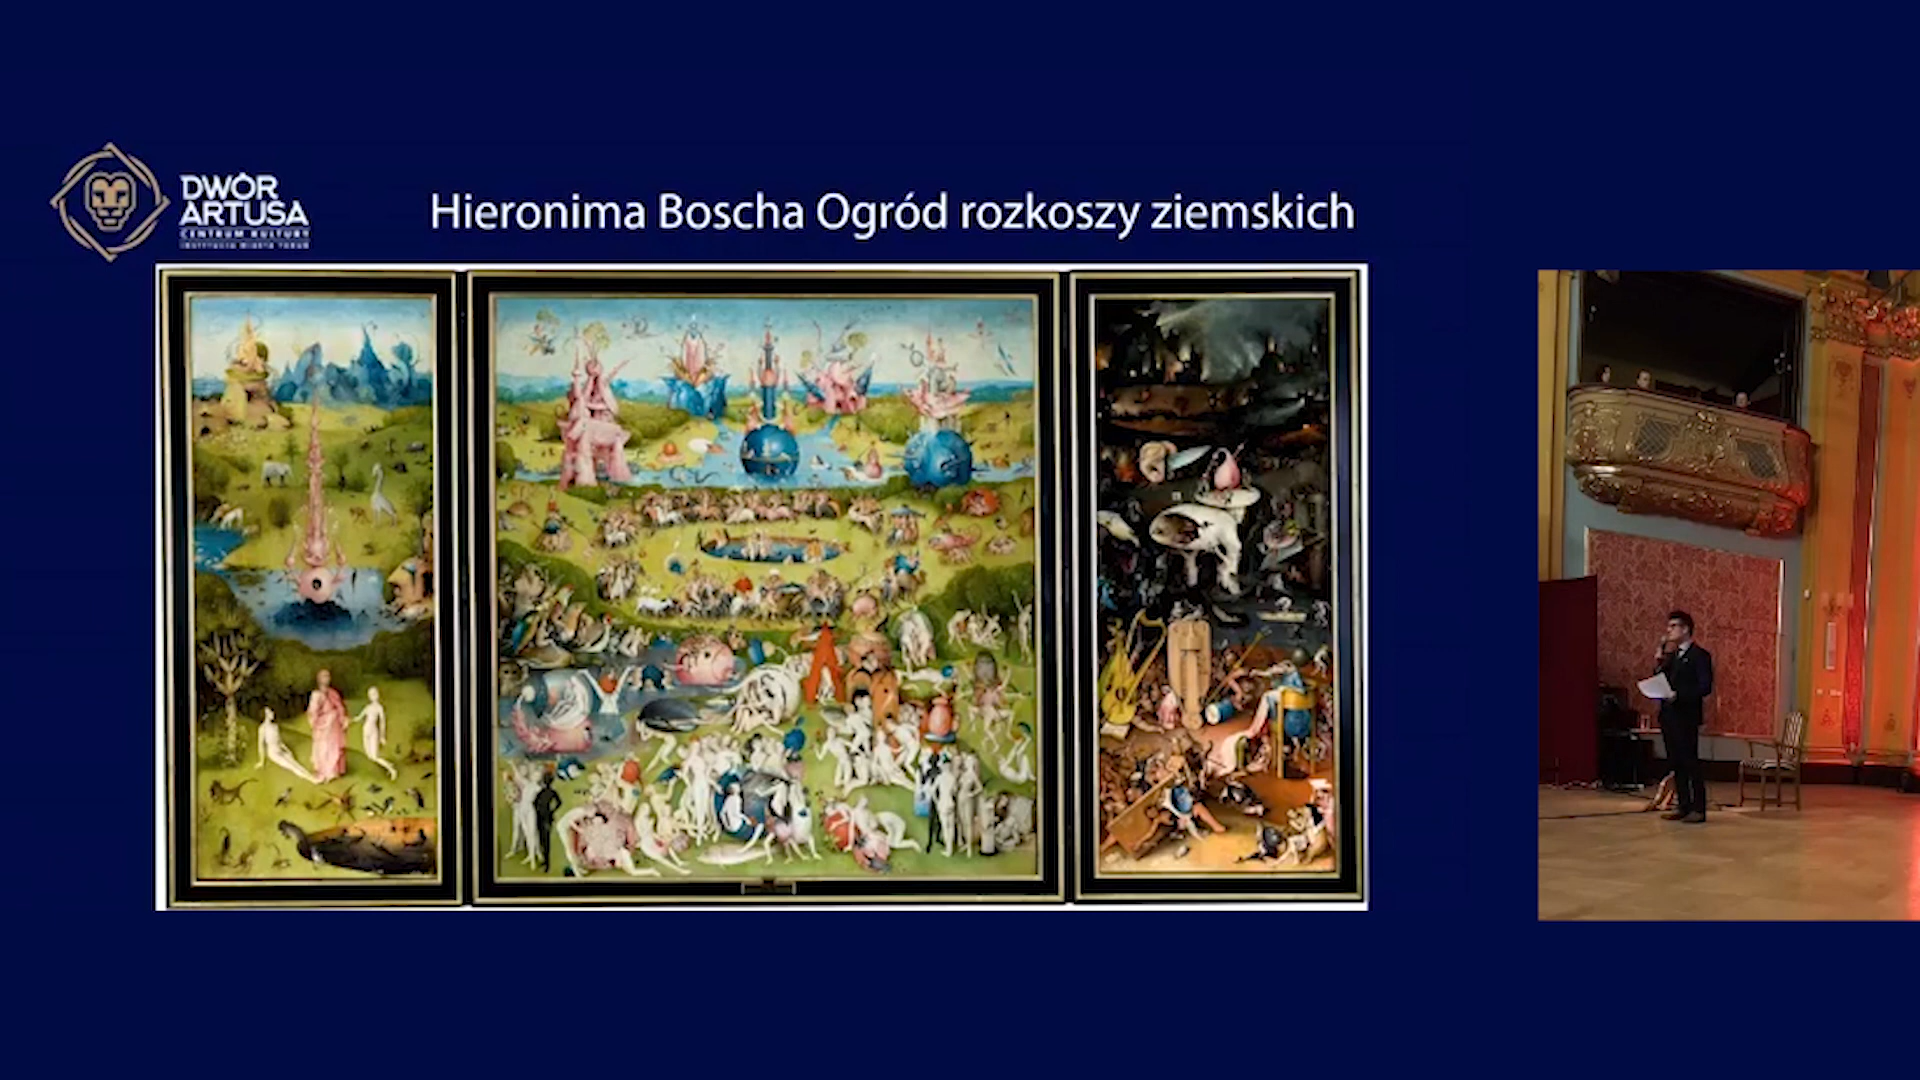 DWÓR
ARTUSA
CENTRUM KULTURY
Hieronima Boscha Ogród rozkoszy ziemskich